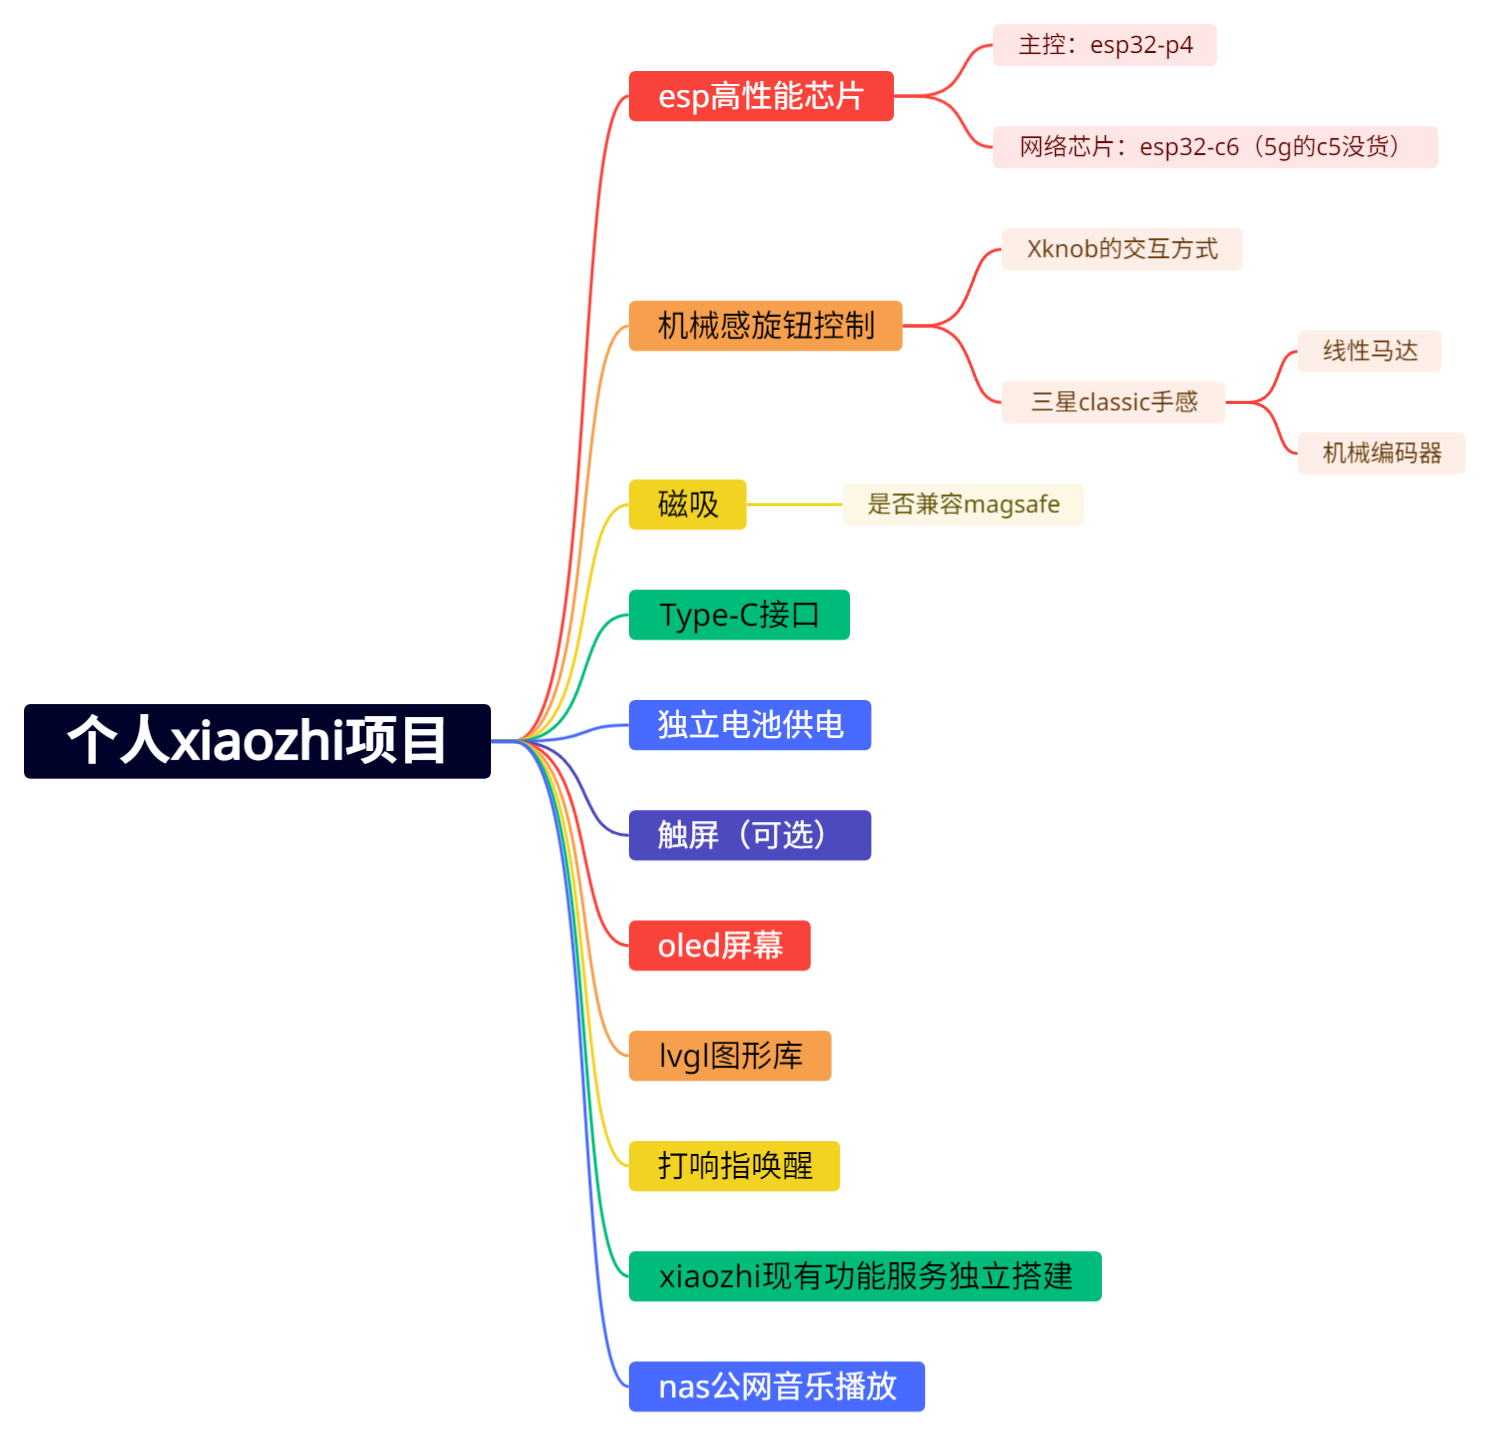 个人xiaozhi项目
esp高性能芯片
主控：esp32-p4
网络芯片：esp32-c6（5g的c5没货）
机械感旋钮控制
Xknob的交互方式
三星classic手感
线性马达
机械编码器
磁吸
是否兼容magsafe
Type-C接口
独立电池供电
触屏（可选）
oled屏幕
lvgl图形库
打响指唤醒
xiaozhi现有功能服务独立搭建
nas公网音乐播放